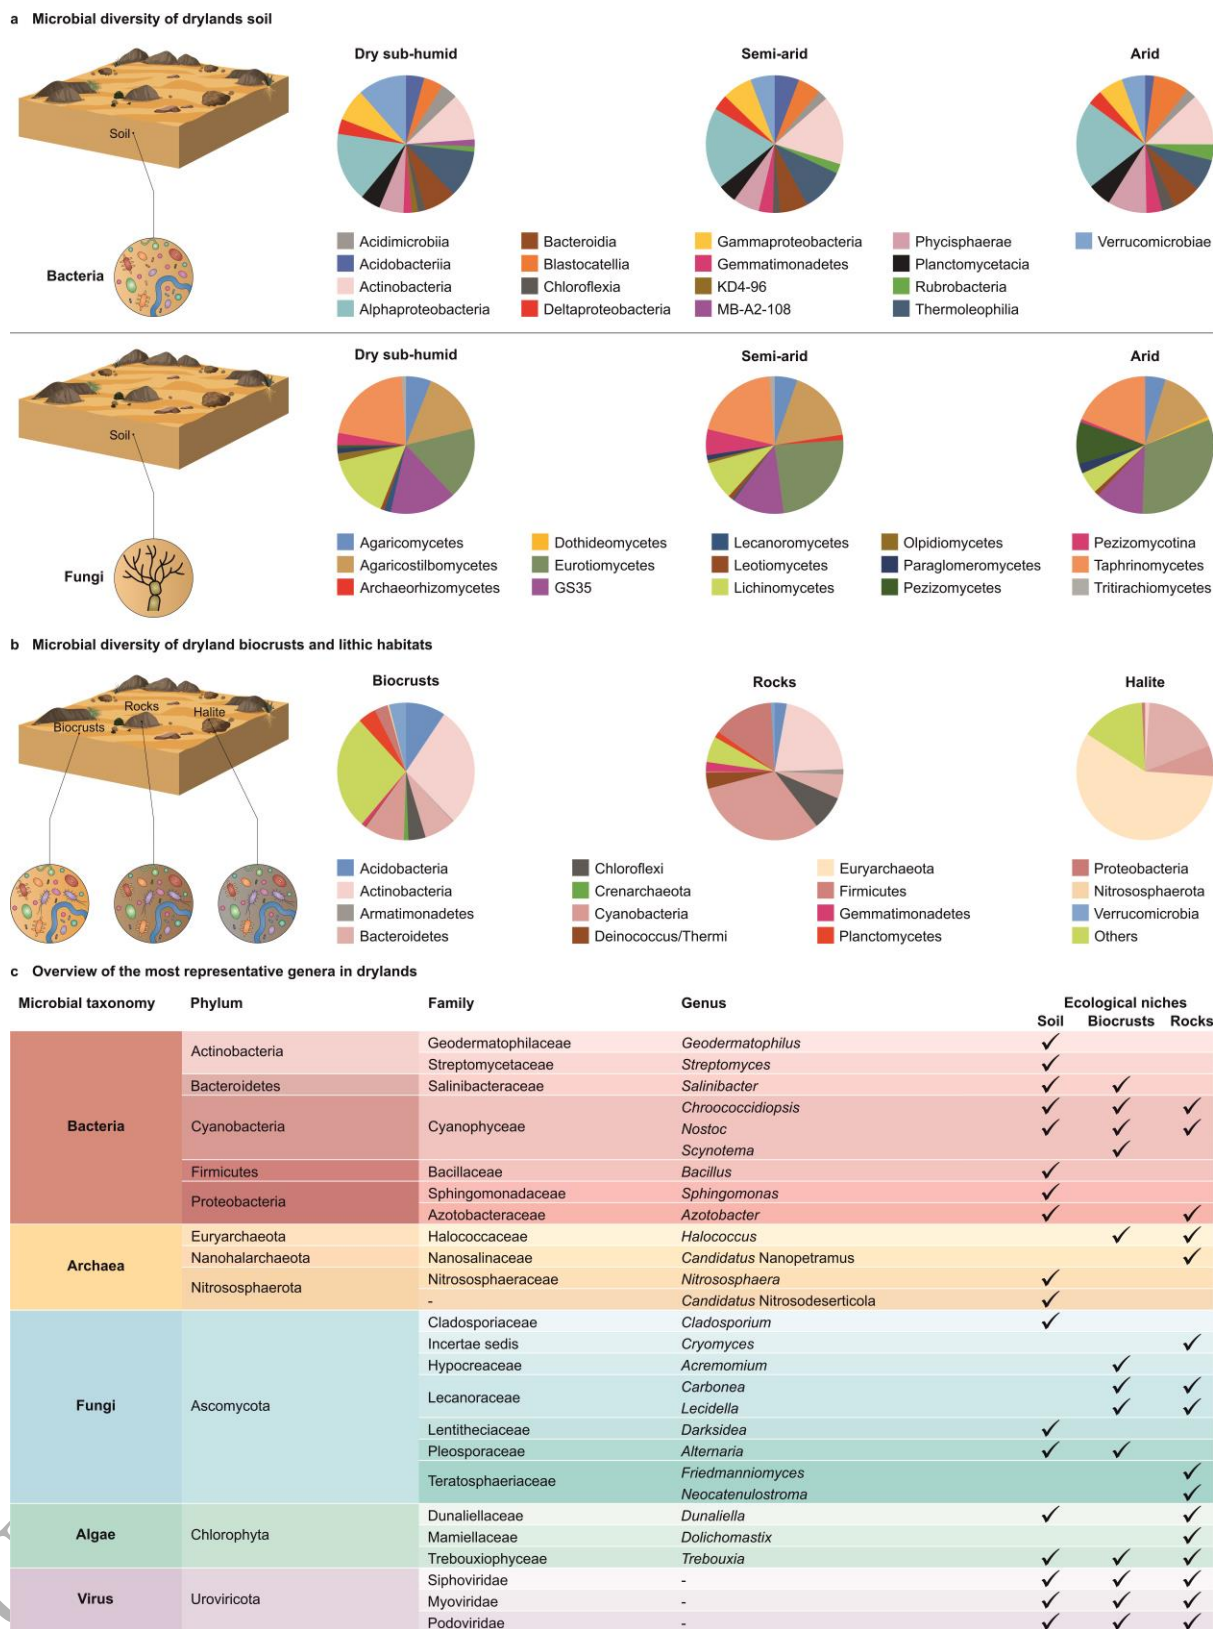 a Microbial diversity of drylands soil
Dry sub-humid Semi-arid Arid
Soil
Bacteria
Acidimicrobiia Bacteroidia Gammaproteobacteria Phycisphaerae Verrucomicrobiae
Acidobacteriia Blastocatellia Gemmatimonadetes Planctomycetacia
Actinobacteria Chloroflexia KD4-96 Rubrobacteria
Alphaproteobacteria Deltaproteobacteria MB-A2-108 Thermoleophilia
Dry sub-humid Semi-arid Arid
Soil
Fungi
Agaricomycetes Dothideomycetes Lecanoromycetes Olpidiomycetes Pezizomycotina
Agaricostilbomycetes Eurotiomycetes Leotiomycetes Paraglomeromycetes Taphrinomycetes
Archaeorhizomycetes GS35 Lichinomycetes Pezizomycetes Tritirachiomycetes
b Microbial diversity of dryland biocrusts and lithic habitats
Biocrusts Rocks Halite
Rocks Halite
Biocrusts
Acidobacteria Chloroflexi Euryarchaeota Proteobacteria
Actinobacteria Crenarchaeota Firmicutes Nitrososphaerota
Armatimonadetes Cyanobacteria Gemmatimonadetes Verrucomicrobia
Bacteroidetes Deinococcus/Thermi Planctomycetes Others
c Overview of the most representative genera in drylands
Microbial taxonomy Phylum Family Genus Ecological niches
Soil Biocrusts Rocks
Bacteria
Actinobacteria
Geodermatophilaceae Geodermatophilus ✓
Streptomycetaceae Streptomyces ✓
Bacteroidetes Salinibacteraceae Salinibacter ✓ ✓
Cyanobacteria Cyanophyceae
Chroococcidiopsis ✓ ✓ ✓
Nostoc ✓ ✓ ✓
Scynotema ✓
Firmicutes Bacillaceae Bacillus ✓
Proteobacteria
Sphingomonadaceae Sphingomonas ✓
Azotobacteraceae Azotobacter ✓ ✓
Archaea
Euryarchaeota Halococcaceae Halococcus ✓ ✓
Nanohalarchaeota Nanosalinaceae Candidatus Nanopetramus ✓
Nitrososphaerota
Nitrososphaeraceae Nitrososphaera ✓
- Candidatus Nitrosodeserticola ✓
Fungi
Ascomycota
Cladosporiaceae Cladosporium ✓
Incertae sedis Cryomyces ✓
Hypocreaceae Acremomium ✓
Lecanoraceae
Carbonea ✓ ✓
Lecidella ✓ ✓
Lentitheciaceae Darksidea ✓
Pleosporaceae Alternaria ✓ ✓
Teratosphaeriaceae
Friedmanniomyces ✓
Neocatenulostroma ✓
Algae
Chlorophyta
Dunaliellaceae Dunaliella ✓ ✓
Mamiellaceae Dolichomastix ✓
Trebouxiophyceae Trebouxia ✓ ✓ ✓
Virus
Uroviricota
Siphoviridae - ✓ ✓ ✓
Myoviridae - ✓ ✓ ✓
Podoviridae - ✓ ✓ ✓